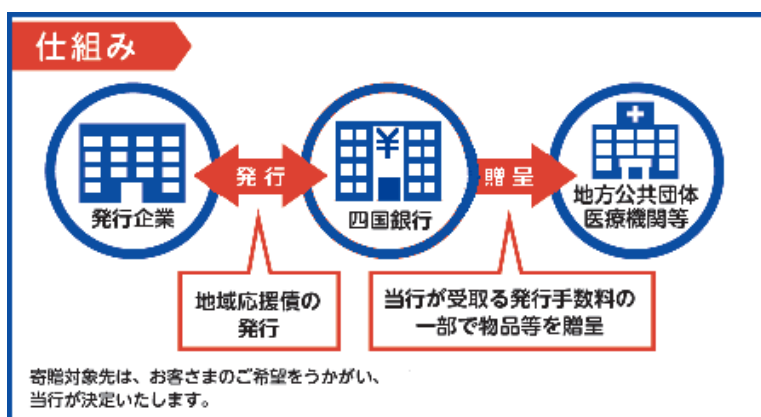 仕組み
発行企業
発行
四国銀行
¥
贈呈
地方公共団体
医療機関等
地域応援債の
発行
当行が受取る発行手数料の
一部で物品等を贈呈
寄贈対象先は、お客さまのご希望をうかがい、
当行が決定いたします。